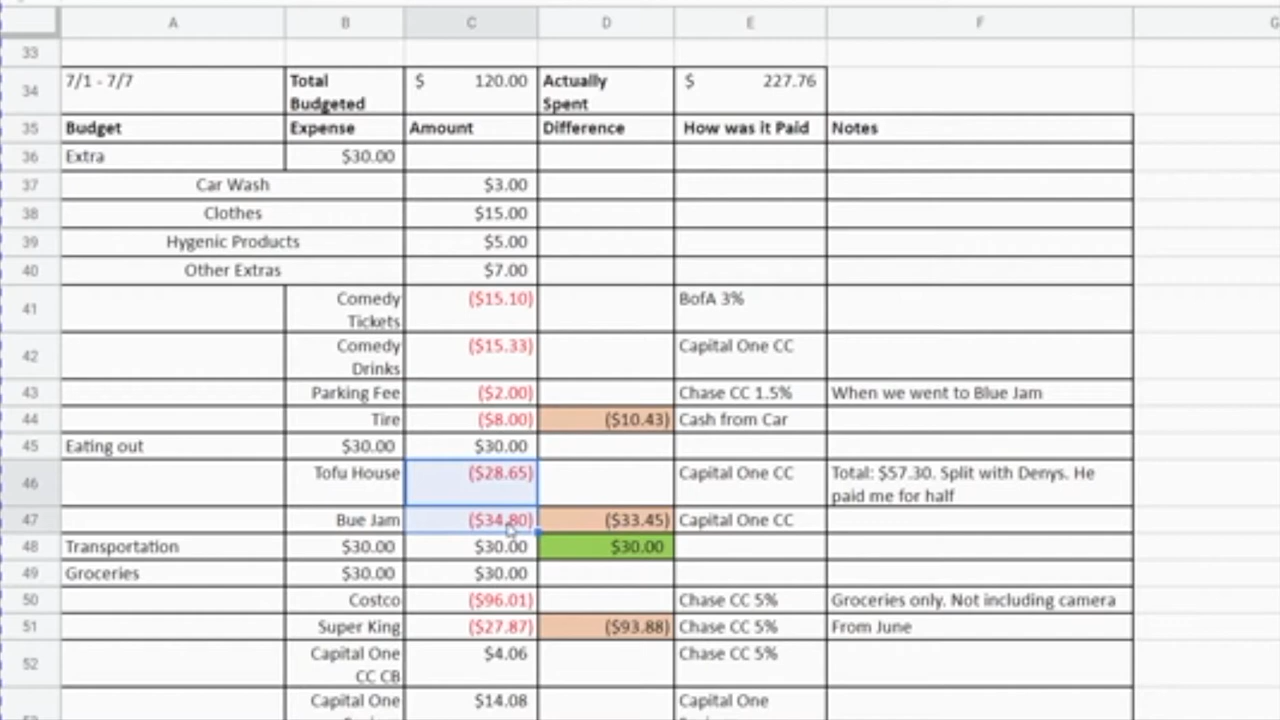 A B C D E F G
33
34 7/1 - 7/7 Total Budgeted $ 120.00 Actually Spent $ 227.76
35 Budget Expense Amount Difference How was it Paid Notes
36 Extra $30.00
37 Car Wash $3.00
38 Clothes $15.00
39 Hygenic Products $5.00
40 Other Extras $7.00
41 Comedy Tickets ($15.10) BofA 3%
42 Comedy Drinks ($15.33) Capital One CC
43 Parking Fee ($2.00) Chase CC 1.5% When we went to Blue Jam
44 Tire ($8.00) ($10.43) Cash from Car
45 Eating out $30.00 $30.00
46 Tofu House ($28.65) Capital One CC Total: $57.30. Split with Denys. He paid me for half
47 Bue Jam ($34.80) ($33.45) Capital One CC
48 Transportation $30.00 $30.00 $30.00
49 Groceries $30.00 $30.00
50 Costco ($96.01) Chase CC 5% Groceries only. Not including camera
51 Super King ($27.87) ($93.88) Chase CC 5% From June
52 Capital One CC CB $4.06 Chase CC 5%
Capital One $14.08 Capital One